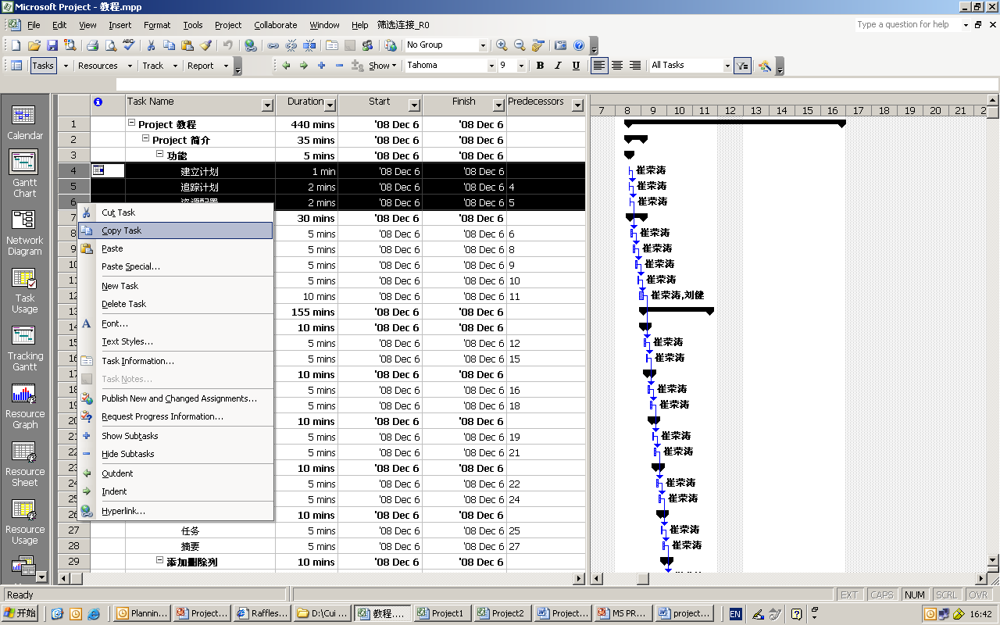 Microsoft Project - 教程.mpp
File Edit View Insert Format Tools Project Collaborate Window Help 筛选连接_R0 Type a question for help
No Group
Tasks Resources Track Report Show Tahoma 9 B I U All Tasks
Task Name Duration Start Finish Predecessors 7 8 9 10 11 12 13 14 15 16 17 18 19 20 21 2
1 Project 教程 440 mins '08 Dec 6 '08 Dec 6
2 Project 简介 35 mins '08 Dec 6 '08 Dec 6
3 功能 5 mins '08 Dec 6 '08 Dec 6
4 建立计划 1 min '08 Dec 6 '08 Dec 6 崔荣涛
5 追踪计划 2 mins '08 Dec 6 '08 Dec 6 4 崔荣涛
6 资源配置 2 mins '08 Dec 6 '08 Dec 6 5 崔荣涛
7 30 mins '08 Dec 6 '08 Dec 6
8 5 mins '08 Dec 6 '08 Dec 6 6 崔荣涛
9 5 mins '08 Dec 6 '08 Dec 6 8 崔荣涛
10 5 mins '08 Dec 6 '08 Dec 6 9 崔荣涛
11 5 mins '08 Dec 6 '08 Dec 6 10 崔荣涛
12 10 mins '08 Dec 6 '08 Dec 6 11 崔荣涛,刘健
13 155 mins '08 Dec 6 '08 Dec 6
14 10 mins '08 Dec 6 '08 Dec 6
15 5 mins '08 Dec 6 '08 Dec 6 12 崔荣涛
16 5 mins '08 Dec 6 '08 Dec 6 15 崔荣涛
17 10 mins '08 Dec 6 '08 Dec 6
18 5 mins '08 Dec 6 '08 Dec 6 16 崔荣涛
19 5 mins '08 Dec 6 '08 Dec 6 18 崔荣涛
20 10 mins '08 Dec 6 '08 Dec 6
21 5 mins '08 Dec 6 '08 Dec 6 19 崔荣涛
22 5 mins '08 Dec 6 '08 Dec 6 21 崔荣涛
23 10 mins '08 Dec 6 '08 Dec 6
24 5 mins '08 Dec 6 '08 Dec 6 22 崔荣涛
25 5 mins '08 Dec 6 '08 Dec 6 24 崔荣涛
26 10 mins '08 Dec 6 '08 Dec 6
27 任务 5 mins '08 Dec 6 '08 Dec 6 25 崔荣涛
28 摘要 5 mins '08 Dec 6 '08 Dec 6 27 崔荣涛
29 添加删除列 10 mins '08 Dec 6 '08 Dec 6
Cut Task
Copy Task
Paste
Paste Special...
New Task
Delete Task
Font...
Text Styles...
Task Information...
Task Notes...
Publish New and Changed Assignments...
Request Progress Information...
Show Subtasks
Hide Subtasks
Outdent
Indent
Hyperlink...
Calendar
Gantt
Chart
Network
Diagram
Task
Usage
Tracking
Gantt
Resource
Graph
Resource
Sheet
Resource
Usage
Ready EXT CAPS NUM SCRL OVR
开始 Plannin... Project... Raffles... D:\Cui ... 教程.... Project1 Project2 Project... MS PR... project... EN 16:42